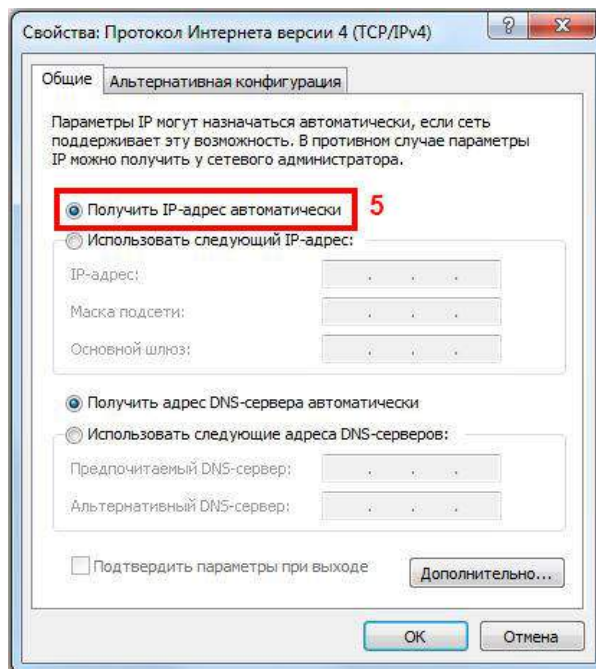 Свойства: Протокол Интернета версии 4 (TCP/IPv4)
Общие
Альтернативная конфигурация
Параметры IP могут назначаться автоматически, если сеть
поддерживает эту возможность. В противном случае параметры
IP можно получить у сетевого администратора.
Получить IP-адрес автоматически
5
Использовать следующий IP-адрес:
IP-адрес:
Маска подсети:
Основной шлюз:
Получить адрес DNS-сервера автоматически
Использовать следующие адреса DNS-серверов:
Предпочитаемый DNS-сервер:
Альтернативный DNS-сервер:
Подтвердить параметры при выходе
Дополнительно...
OK
Отмена